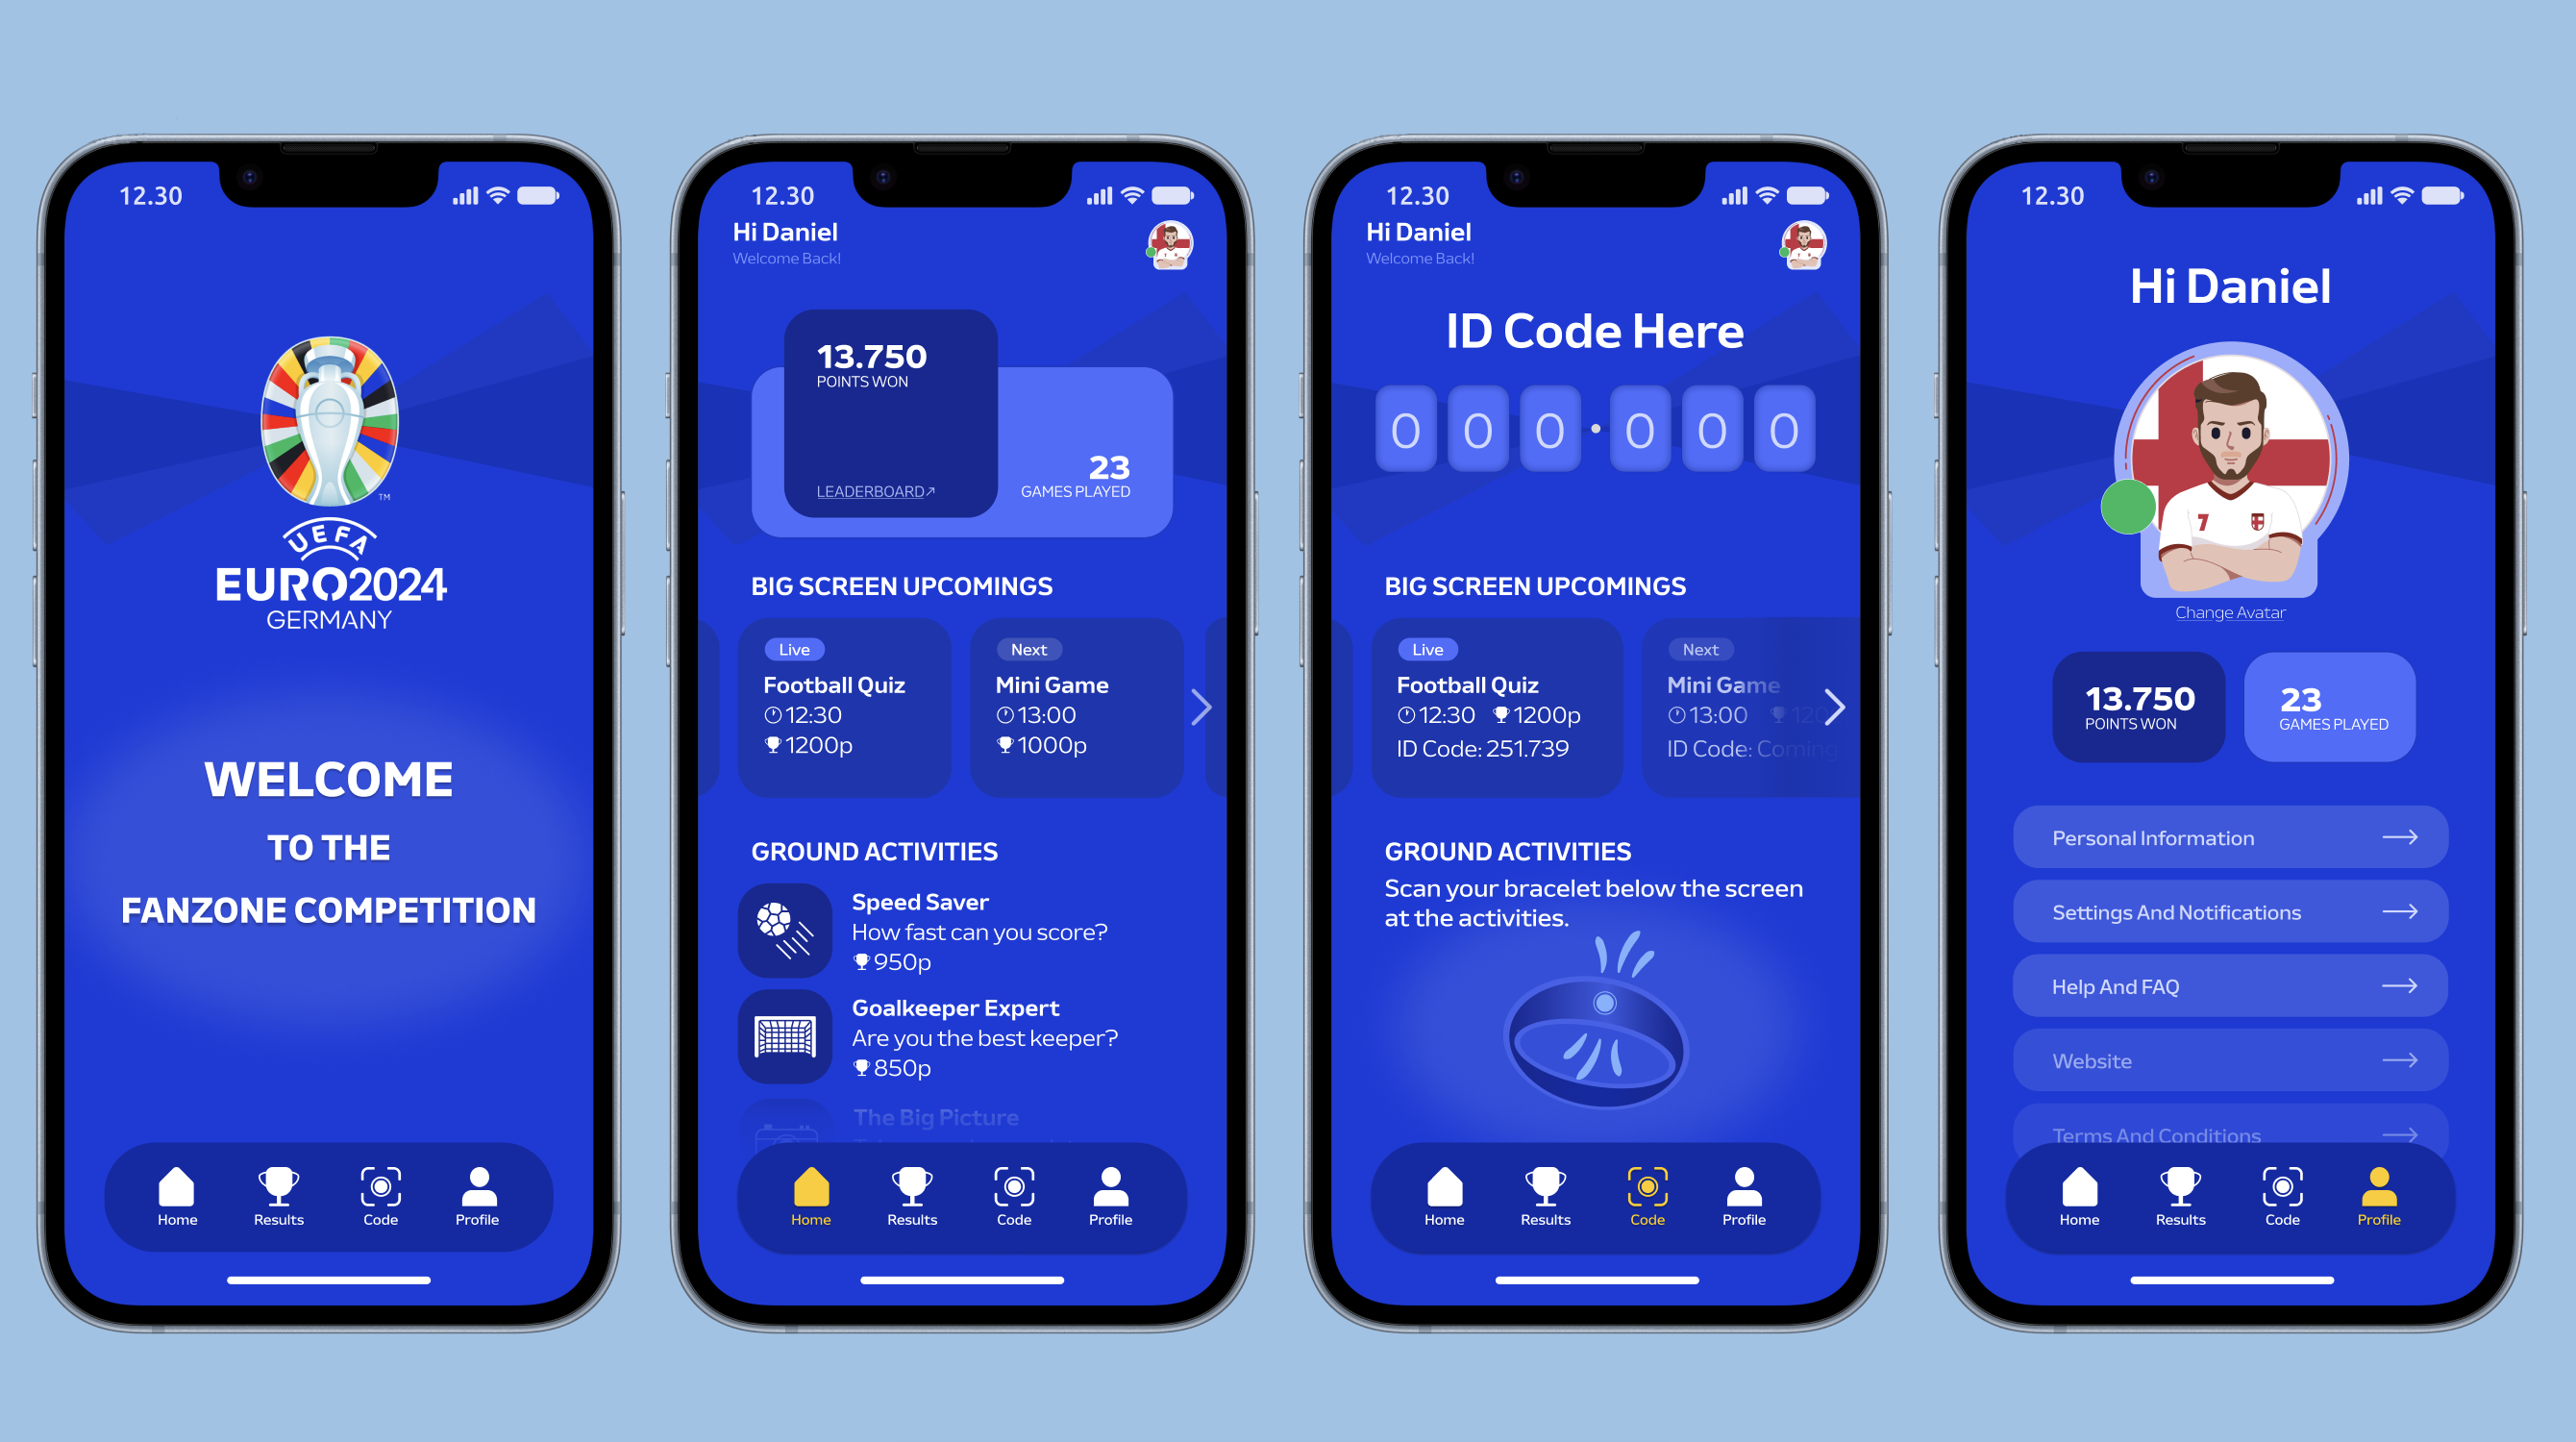 12.30
TM
UEFA
EURO2024
GERMANY
WELCOME
TO THE
FANZONE COMPETITION
Home Results Code Profile
12.30
Hi Daniel
Welcome Back!
13.750
POINTS WON
LEADERBOARD↗
23
GAMES PLAYED
BIG SCREEN UPCOMINGS
Live
Football Quiz
12:30
1200p
Next
Mini Game
13:00
1000p
GROUND ACTIVITIES
Speed Saver
How fast can you score?
950p
Goalkeeper Expert
Are you the best keeper?
850p
The Big Picture
Home Results Code Profile
12.30
Hi Daniel
Welcome Back!
ID Code Here
0 0 0 · 0 0 0
BIG SCREEN UPCOMINGS
Live
Football Quiz
12:30 1200p
ID Code: 251.739
Next
Mini Game
13:00 120
ID Code: Coming
GROUND ACTIVITIES
Scan your bracelet below the screen
at the activities.
Home Results Code Profile
12.30
Hi Daniel
7
Change Avatar
13.750
POINTS WON
23
GAMES PLAYED
Personal Information
Settings And Notifications
Help And FAQ
Website
Terms And Conditions
Home Results Code Profile